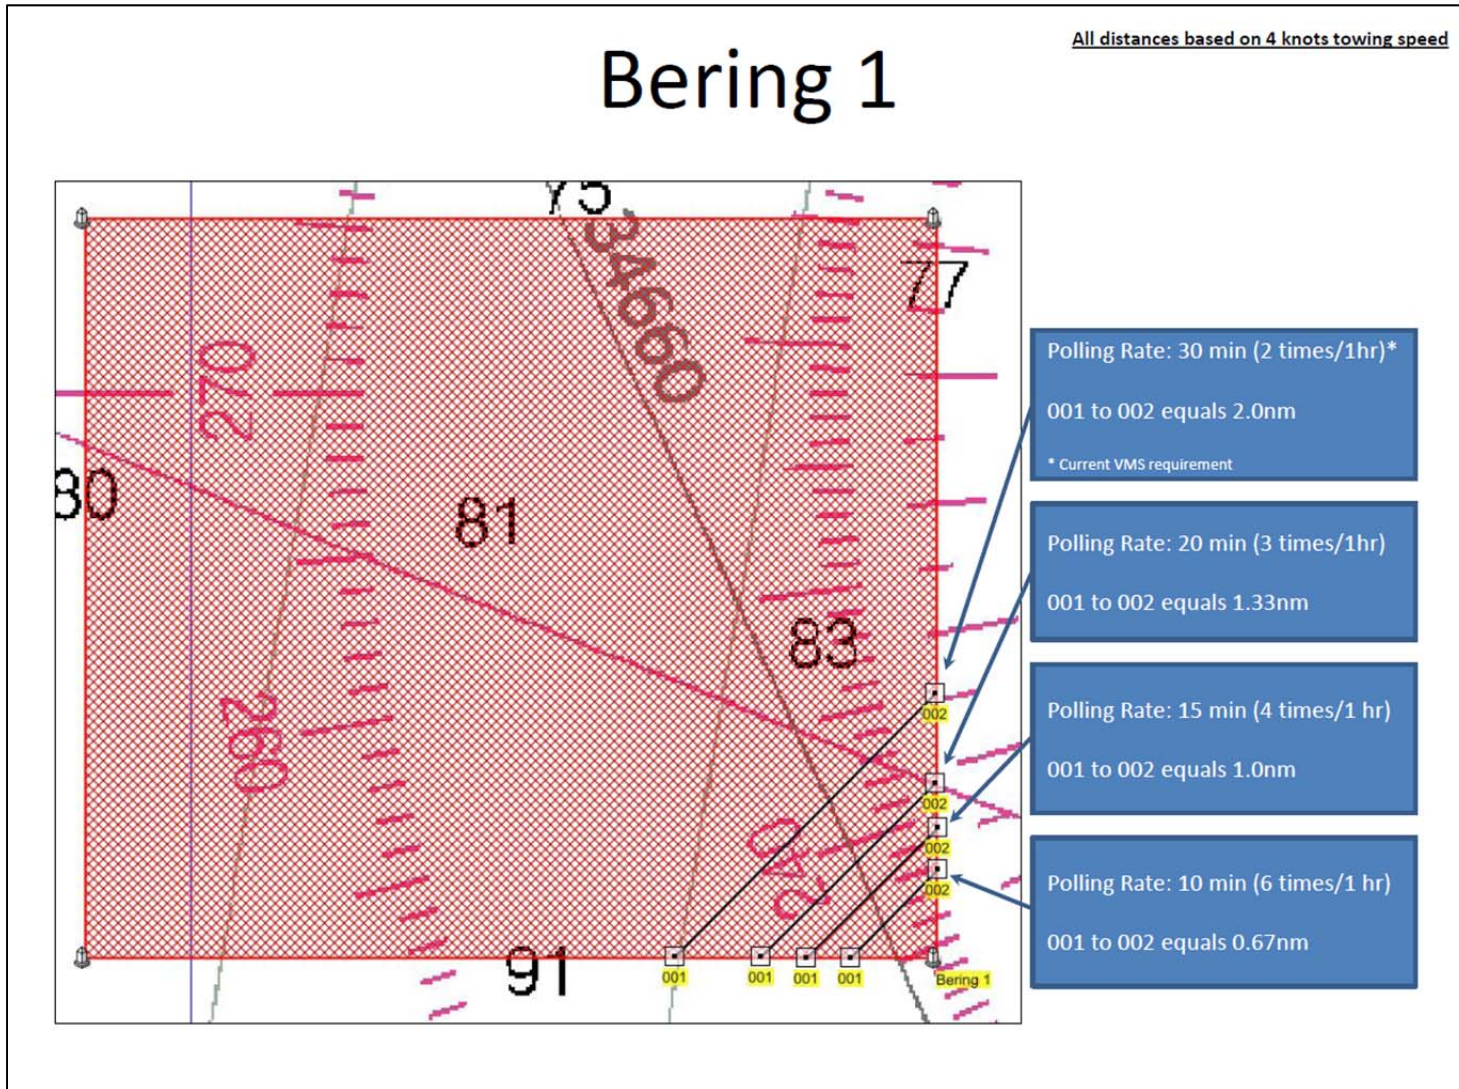 All distances based on 4 knots towing speed
Bering 1
75
34660
77
270
80
81
83
260
240
91
002
002
002
002
001
001
001
001
Bering 1
Polling Rate: 30 min (2 times/1hr)*
001 to 002 equals 2.0nm
* Current VMS requirement
Polling Rate: 20 min (3 times/1hr)
001 to 002 equals 1.33nm
Polling Rate: 15 min (4 times/1 hr)
001 to 002 equals 1.0nm
Polling Rate: 10 min (6 times/1 hr)
001 to 002 equals 0.67nm